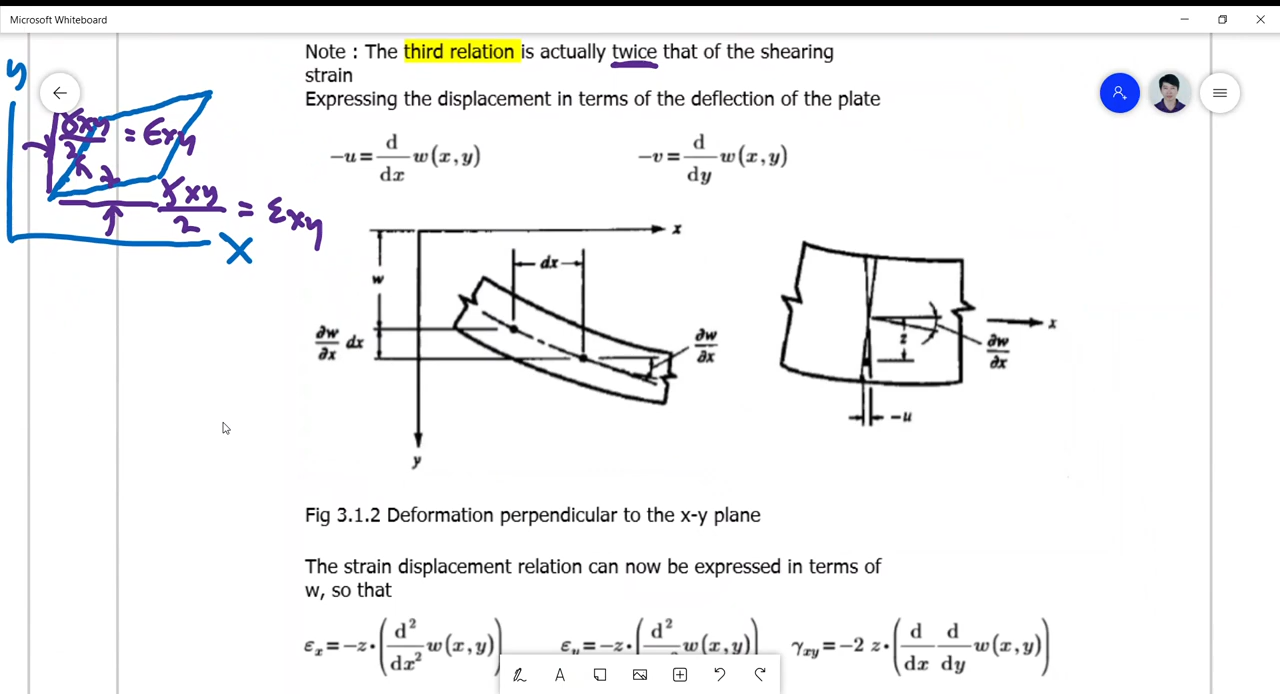 Microsoft Whiteboard
Note : The third relation is actually twice that of the shearing
strain
Expressing the displacement in terms of the deflection of the plate
y
γxy/2 = εxy
γxy/2 = εxy
x
-u = d/dx w(x,y)
-v = d/dy w(x,y)
x
w
dx
∂w/∂x dx
∂w/∂x
y
z
x
∂w/∂x
-u
Fig 3.1.2 Deformation perpendicular to the x-y plane
The strain displacement relation can now be expressed in terms of
w, so that
εx = -z·(d²/dx² w(x,y))
ε = -z·(d² w(x,y))
γxy = -2 z·(d/dx d/dy w(x,y))
A